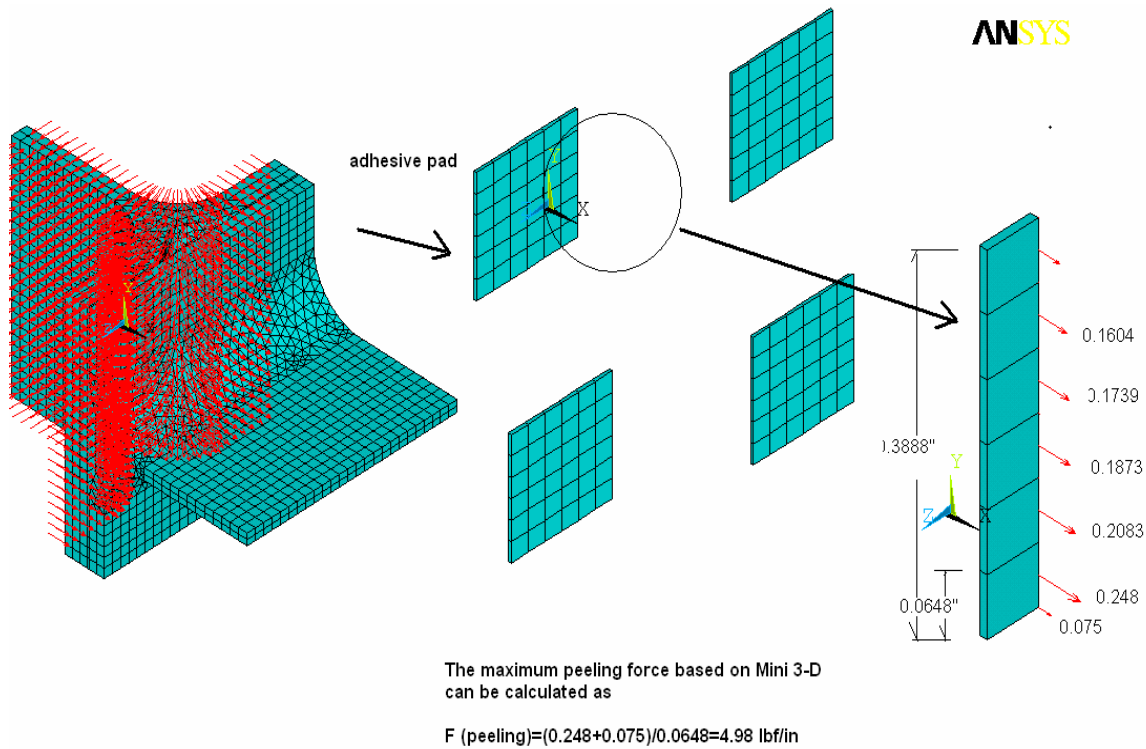 ANSYS
adhesive pad
Y
X
Y
Z
0.1604
0.1739
0.3888"
0.1873
Y
Z
X
0.2083
0.0648"
0.248
0.075
The maximum peeling force based on Mini 3-D
can be calculated as
F (peeling)=(0.248+0.075)/0.0648=4.98 lbf/in